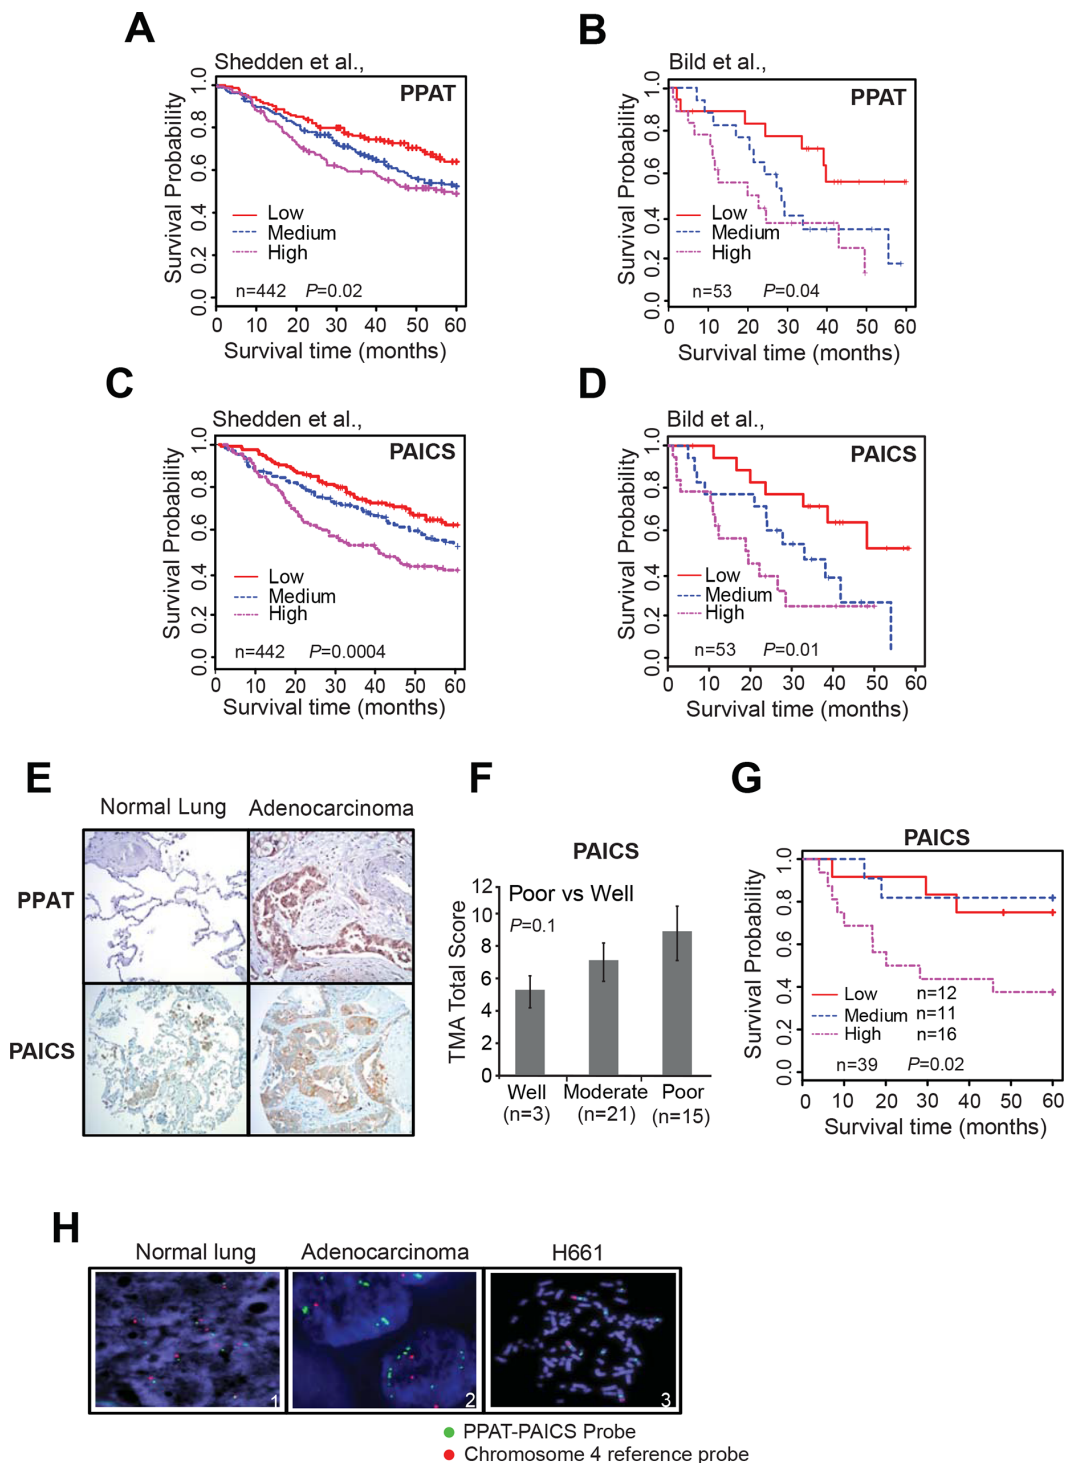 A
Shedden et al.,
PPAT
Survival Probability
0.0 0.2 0.4 0.6 0.8 1.0
Low
Medium
High
n=442 P=0.02
0 10 20 30 40 50 60
Survival time (months)
B
Bild et al.,
PPAT
Survival Probability
0.0 0.2 0.4 0.6 0.8 1.0
Low
Medium
High
n=53 P=0.04
0 10 20 30 40 50 60
Survival time (months)
C
Shedden et al.,
PAICS
Survival Probability
0.0 0.2 0.4 0.6 0.8 1.0
Low
Medium
High
n=442 P=0.0004
0 10 20 30 40 50 60
Survival time (months)
D
Bild et al.,
PAICS
Survival Probability
0.0 0.2 0.4 0.6 0.8 1.0
Low
Medium
High
n=53 P=0.01
0 10 20 30 40 50 60
Survival time (months)
E
Normal Lung Adenocarcinoma
PPAT
PAICS
F
PAICS
Poor vs Well
P=0.1
TMA Total Score
12
10
8
6
4
2
0
Well Moderate Poor
(n=3) (n=21) (n=15)
G
PAICS
Survival Probability
0.0 0.2 0.4 0.6 0.8 1.0
Low n=12
Medium n=11
High n=16
n=39 P=0.02
0 10 20 30 40 50 60
Survival time (months)
H
Normal lung Adenocarcinoma H661
1 2 3
PPAT-PAICS Probe
Chromosome 4 reference probe